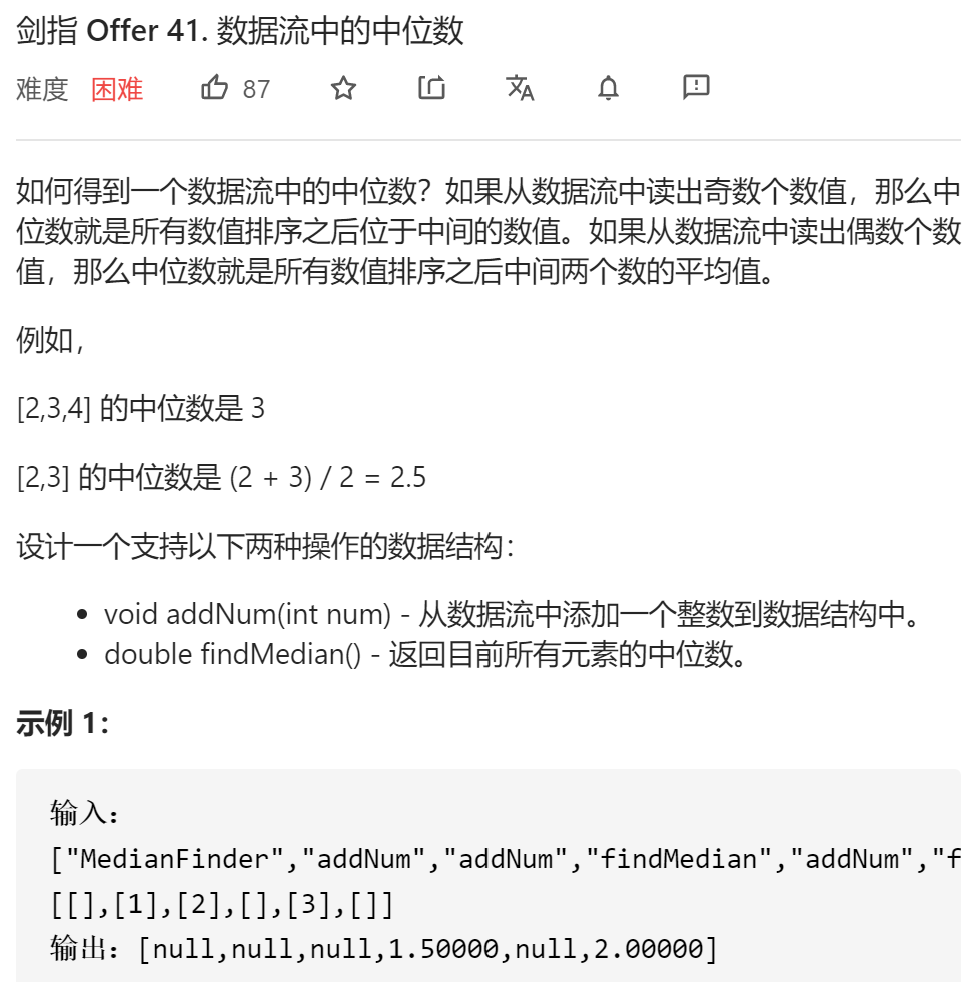 剑指 Offer 41. 数据流中的中位数
难度 困难 87
如何得到一个数据流中的中位数？如果从数据流中读出奇数个数值，那么中
位数就是所有数值排序之后位于中间的数值。如果从数据流中读出偶数个数
值，那么中位数就是所有数值排序之后中间两个数的平均值。
例如，
[2,3,4] 的中位数是 3
[2,3] 的中位数是 (2 + 3) / 2 = 2.5
设计一个支持以下两种操作的数据结构：
• void addNum(int num) - 从数据流中添加一个整数到数据结构中。
• double findMedian() - 返回目前所有元素的中位数。
示例 1：
输入：
["MedianFinder","addNum","addNum","findMedian","addNum","f
[[],[1],[2],[],[3],[]]
输出：[null,null,null,1.50000,null,2.00000]